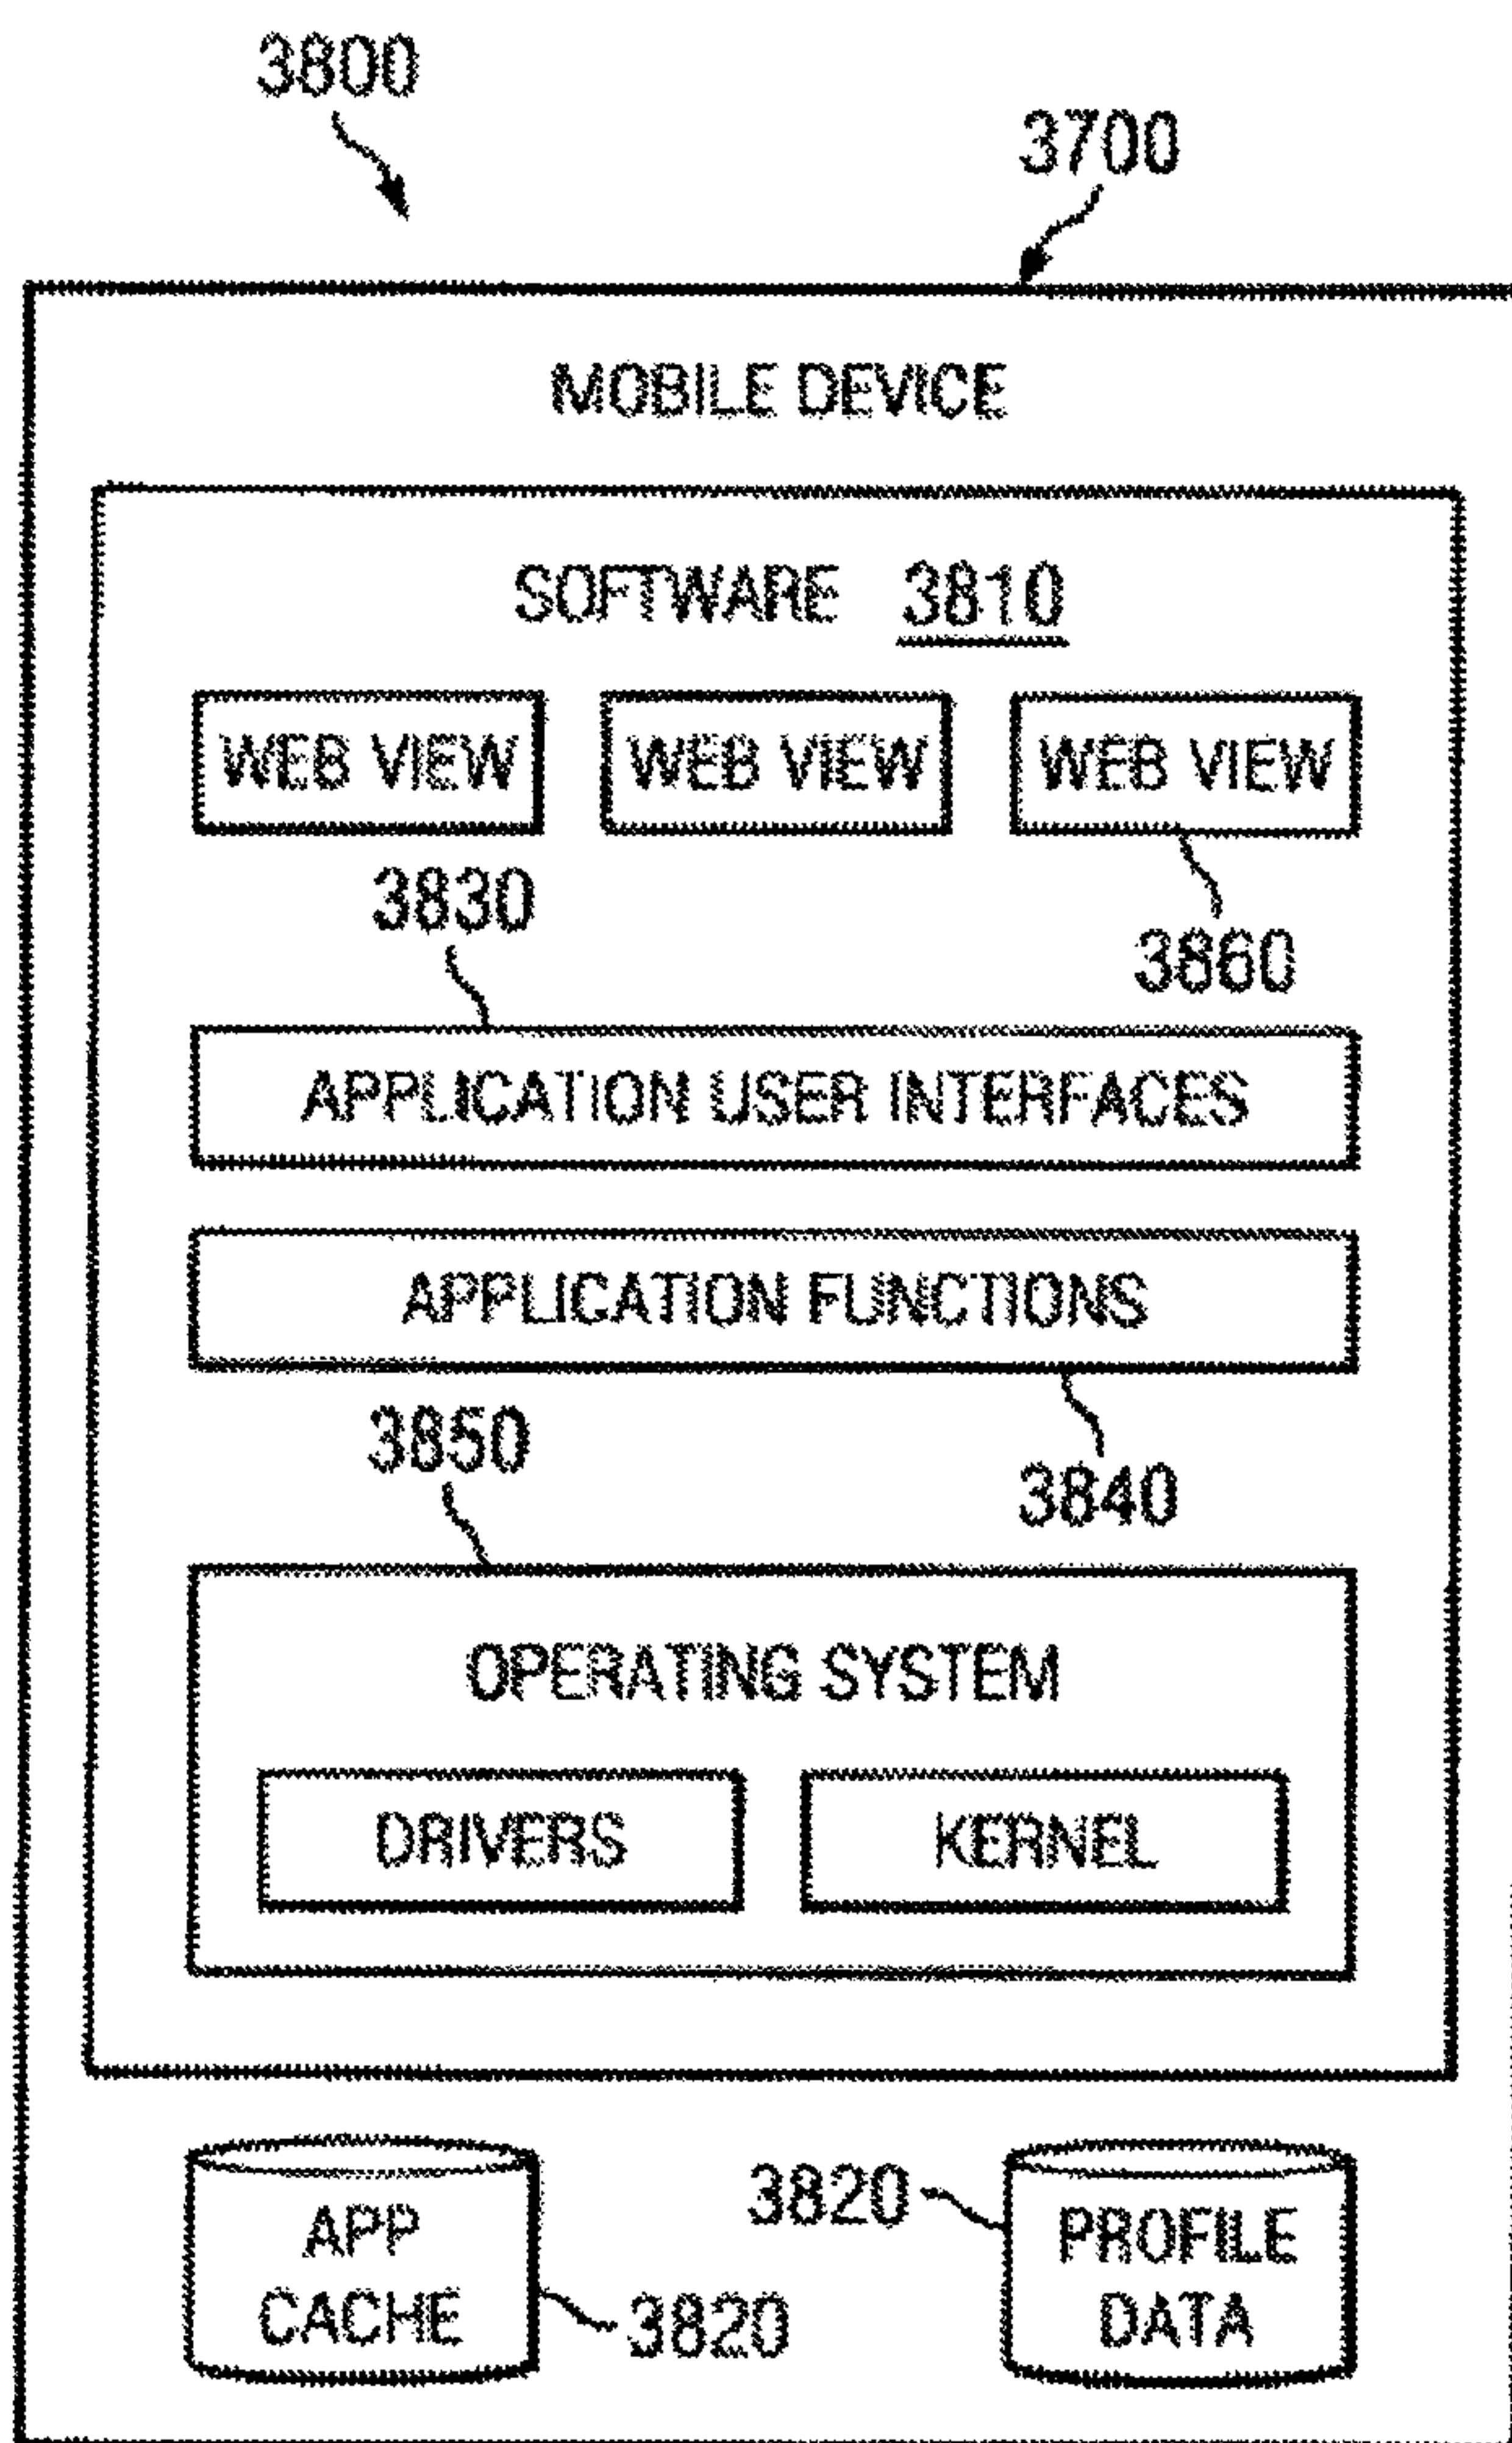 3800
3700
MOBILE DEVICE
SOFTWARE 3810
WEB VIEW WEB VIEW WEB VIEW
3830
3860
APPLICATION USER INTERFACES
APPLICATION FUNCTIONS
3850
3840
OPERATING SYSTEM
DRIVERS KERNEL
APP
CACHE
3820
3820
PROFILE
DATA